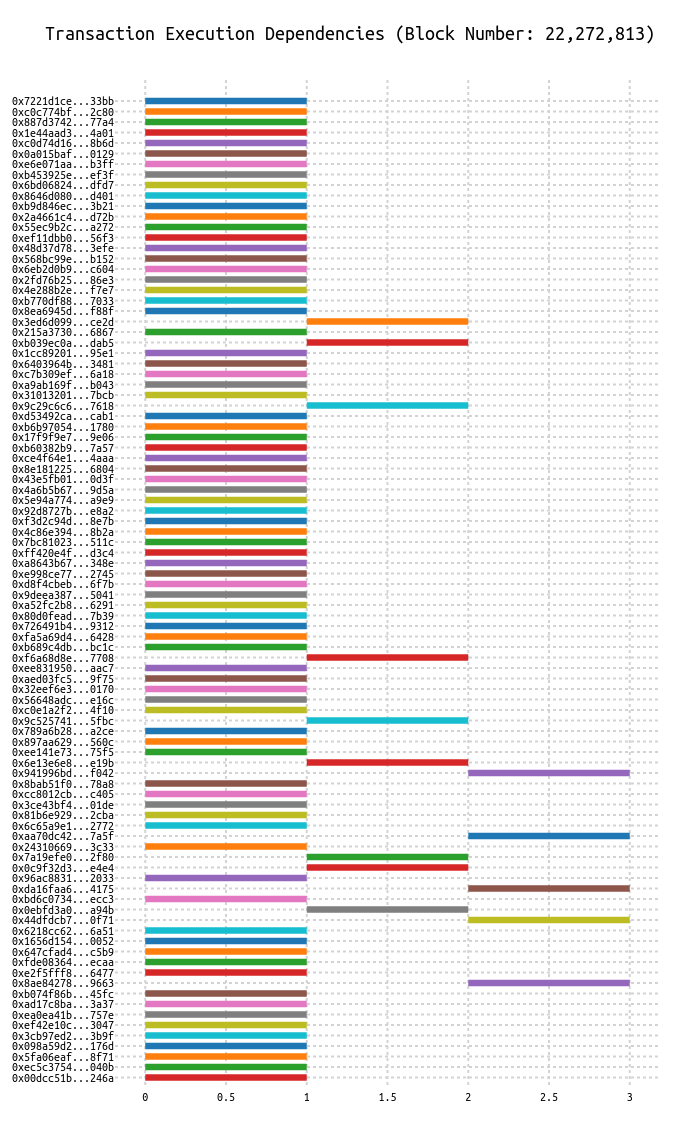 Transaction Execution Dependencies (Block Number: 22,272,813)
0x7221d1ce...33bb
0xc0c774bf...2c80
0x887d3742...77a4
0x1e44aad3...4a01
0xc0d74d16...8b6d
0x0a015baf...0129
0xe6e071aa...b3ff
0xb453925e...ef3f
0x6bd06824...dfd7
0x8646d080...d401
0xb9d846ec...3b21
0x2a4661c4...d72b
0x55ec9b2c...a272
0xef11dbb0...56f3
0x48d37d78...3efe
0x568bc99e...b152
0x6eb2d0b9...c604
0x2fd76b25...86e3
0x4e288b2e...f7e7
0xb770df88...7033
0x8ea6945d...f88f
0x3ed6d099...ce2d
0x215a3730...6867
0xb039ec0a...dab5
0x1cc89201...95e1
0x6403964b...3481
0xc7b309ef...6a18
0xa9ab169f...b043
0x31013201...7bcb
0x9c29c6c6...7618
0xd53492ca...cab1
0xb6b97054...1780
0x17f9f9e7...9e06
0xb60382b9...7a57
0xce4f64e1...4aaa
0x8e181225...6804
0x43e5fb01...0d3f
0x4a6b5b67...9d5a
0x5e94a774...a9e9
0x92d8727b...e8a2
0xf3d2c94d...8e7b
0x4c86e394...8b2a
0x7bc81023...511c
0xff420e4f...d3c4
0xa8643b67...348e
0xe998ce77...2745
0xd8f4cbeb...6f7b
0x9deea387...5041
0xa52fc2b8...6291
0x80d0fead...7b39
0x726491b4...9312
0xfa5a69d4...6428
0xb689c4db...bc1c
0xf6a68d8e...7708
0xee831950...aac7
0xaed03fc5...9f75
0x32eef6e3...0170
0x56648adc...e16c
0xc0e1a2f2...4f10
0x9c525741...5fbc
0x789a6b28...a2ce
0x897aa629...560c
0xee141e73...75f5
0x6e13e6e8...e19b
0x941996bd...f042
0x8bab51f0...78a8
0xcc8012cb...c405
0x3ce43bf4...01de
0x81b6e929...2cba
0x6c65a9e1...2772
0xaa70dc42...7a5f
0x24310669...3c33
0x7a19efe0...2f80
0x0c9f32d3...e4e4
0x96ac8831...2033
0xda16faa6...4175
0xbd6c0734...ecc3
0x0ebfd3a0...a94b
0x44dfdcb7...0f71
0x6218cc62...6a51
0x1656d154...0052
0x647cfad4...c5b9
0xfde08364...ecaa
0xe2f5fff8...6477
0x8ae84278...9663
0xb074f86b...45fc
0xad17c8ba...3a37
0xea0ea41b...757e
0xef42e10c...3047
0x3cb97ed2...3b9f
0x098a59d2...176d
0x5fa06eaf...8f71
0xec5c3754...040b
0x00dcc51b...246a
0 0.5 1 1.5 2 2.5 3